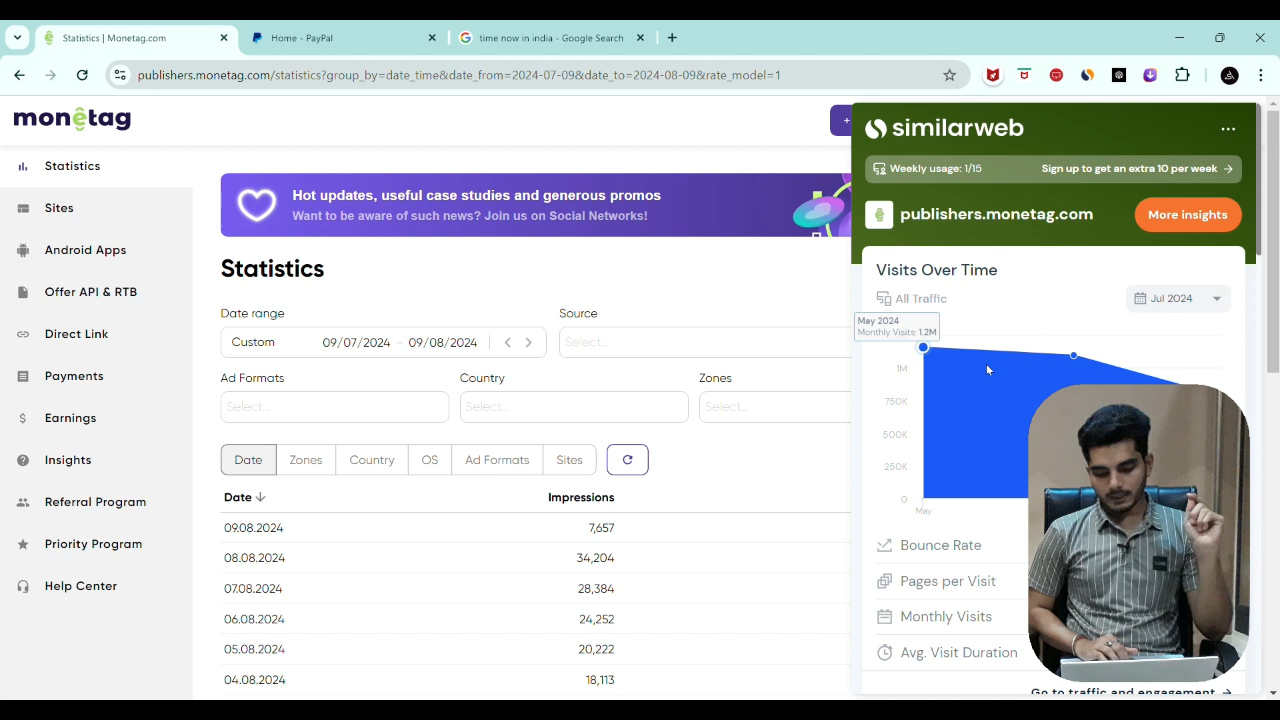 Statistics | Monetag.com
Home - PayPal
time now in india - Google Search
publishers.monetag.com/statistics?group_by=date_time&date_from=2024-07-09&date_to=2024-08-09&rate_model=1
monetag
+
Statistics
Sites
Android Apps
Offer API & RTB
Direct Link
Payments
Earnings
Insights
Referral Program
Priority Program
Help Center
Hot updates, useful case studies and generous promos
Want to be aware of such news? Join us on Social Networks!
Statistics
Date range
Source
Custom 09/07/2024 - 09/08/2024
Select...
Ad Formats Country Zones
Select... Select... Select...
Date Zones Country OS Ad Formats Sites
Date Impressions
09.08.2024 7,657
08.08.2024 34,204
07.08.2024 28,384
06.08.2024 24,252
05.08.2024 20,222
04.08.2024 18,113
similarweb
Weekly usage: 1/15 Sign up to get an extra 10 per week →
publishers.monetag.com More insights
Visits Over Time
All Traffic Jul 2024
May 2024
Monthly Visits: 1.2M
1M
750K
500K
250K
0
May
Bounce Rate
Pages per Visit
Monthly Visits
Avg. Visit Duration
Go to traffic and engagement →